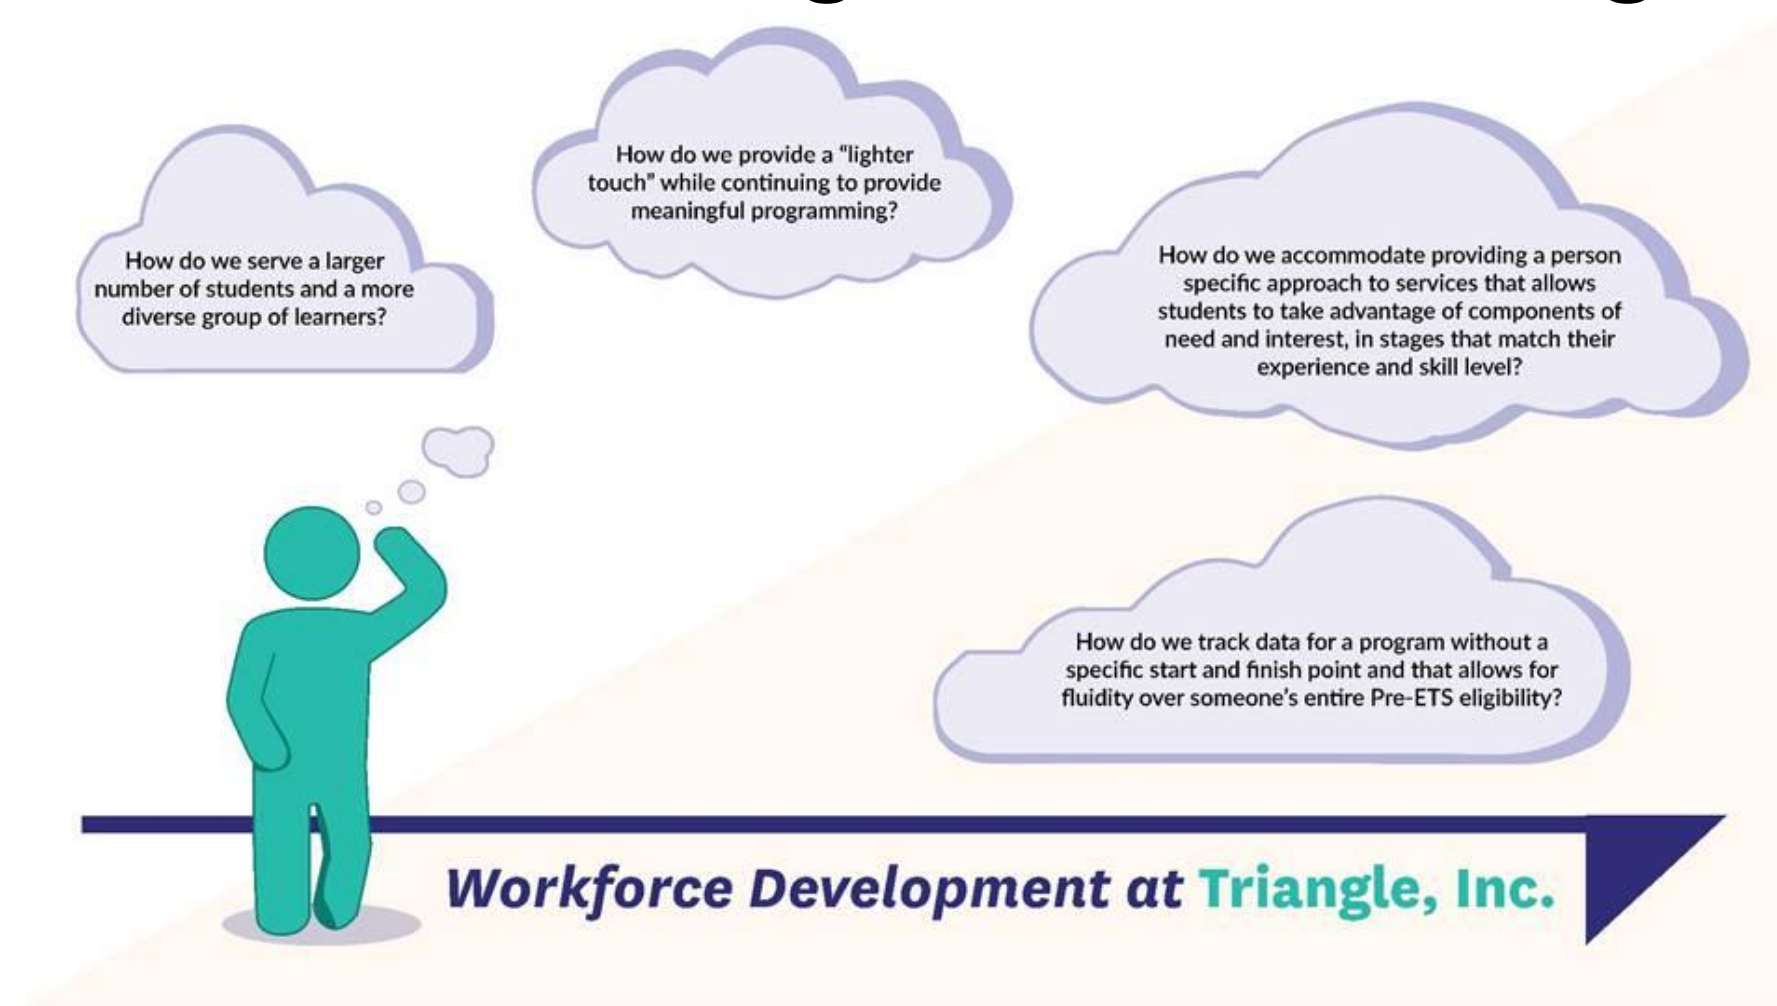 How do we provide a “lighter
touch” while continuing to provide
meaningful programming?
How do we serve a larger
number of students and a more
diverse group of learners?
How do we accommodate providing a person
specific approach to services that allows
students to take advantage of components of
need and interest, in stages that match their
experience and skill level?
How do we track data for a program without a
specific start and finish point and that allows for
fluidity over someone’s entire Pre-ETS eligibility?
Workforce Development at Triangle, Inc.